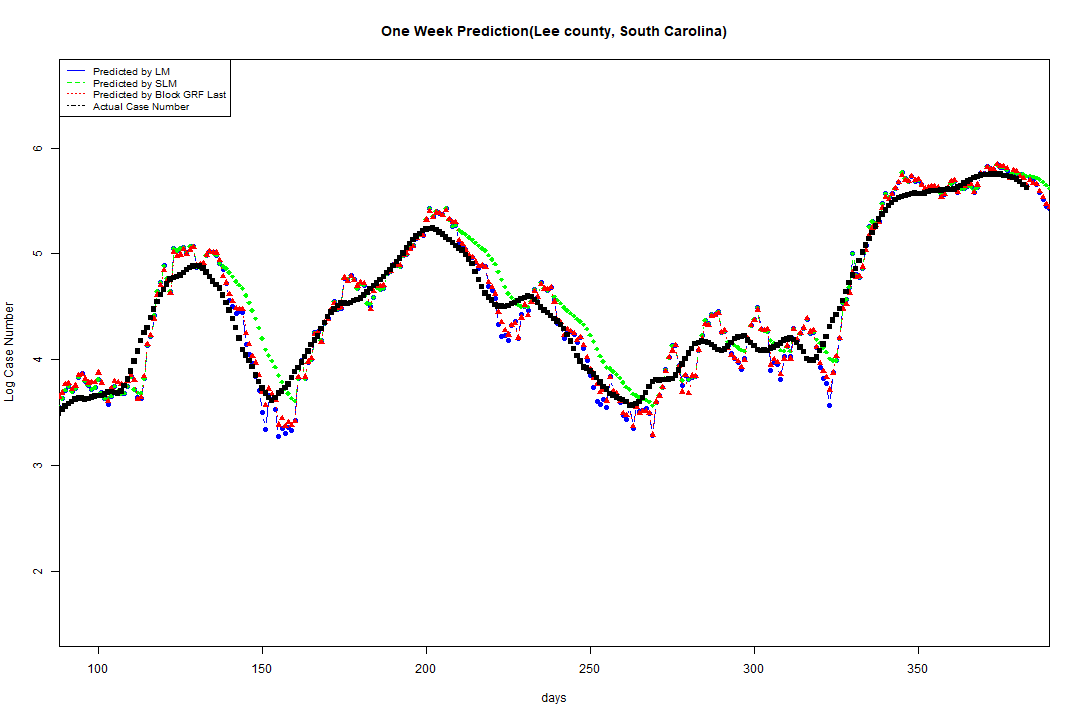 One Week Prediction(Lee county, South Carolina)
Predicted by LM
Predicted by SLM
Predicted by Block GRF Last
Actual Case Number
6
5
4
3
2
Log Case Number
100 150 200 250 300 350
days